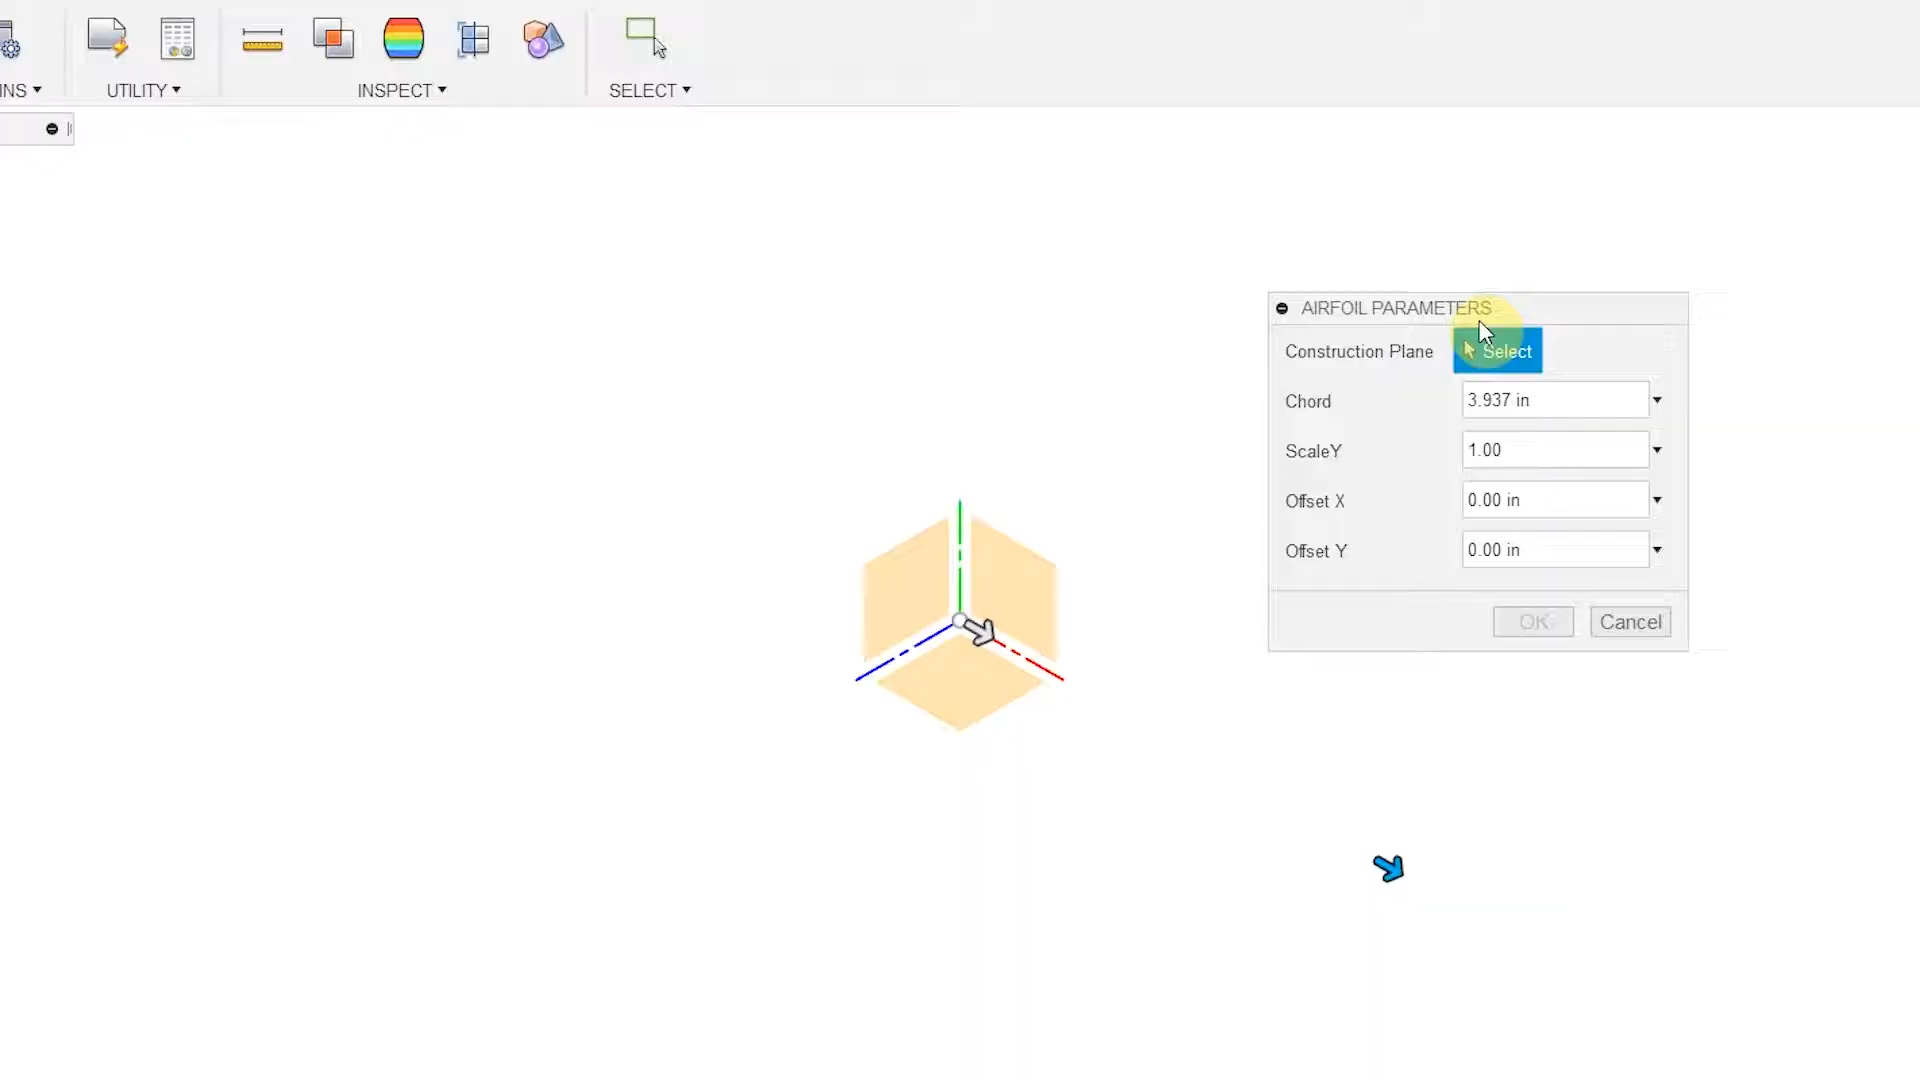 INS
UTILITY
INSPECT
SELECT
AIRFOIL PARAMETERS
Construction Plane Select
Chord 3.937 in
ScaleY 1.00
Offset X 0.00 in
Offset Y 0.00 in
OK Cancel